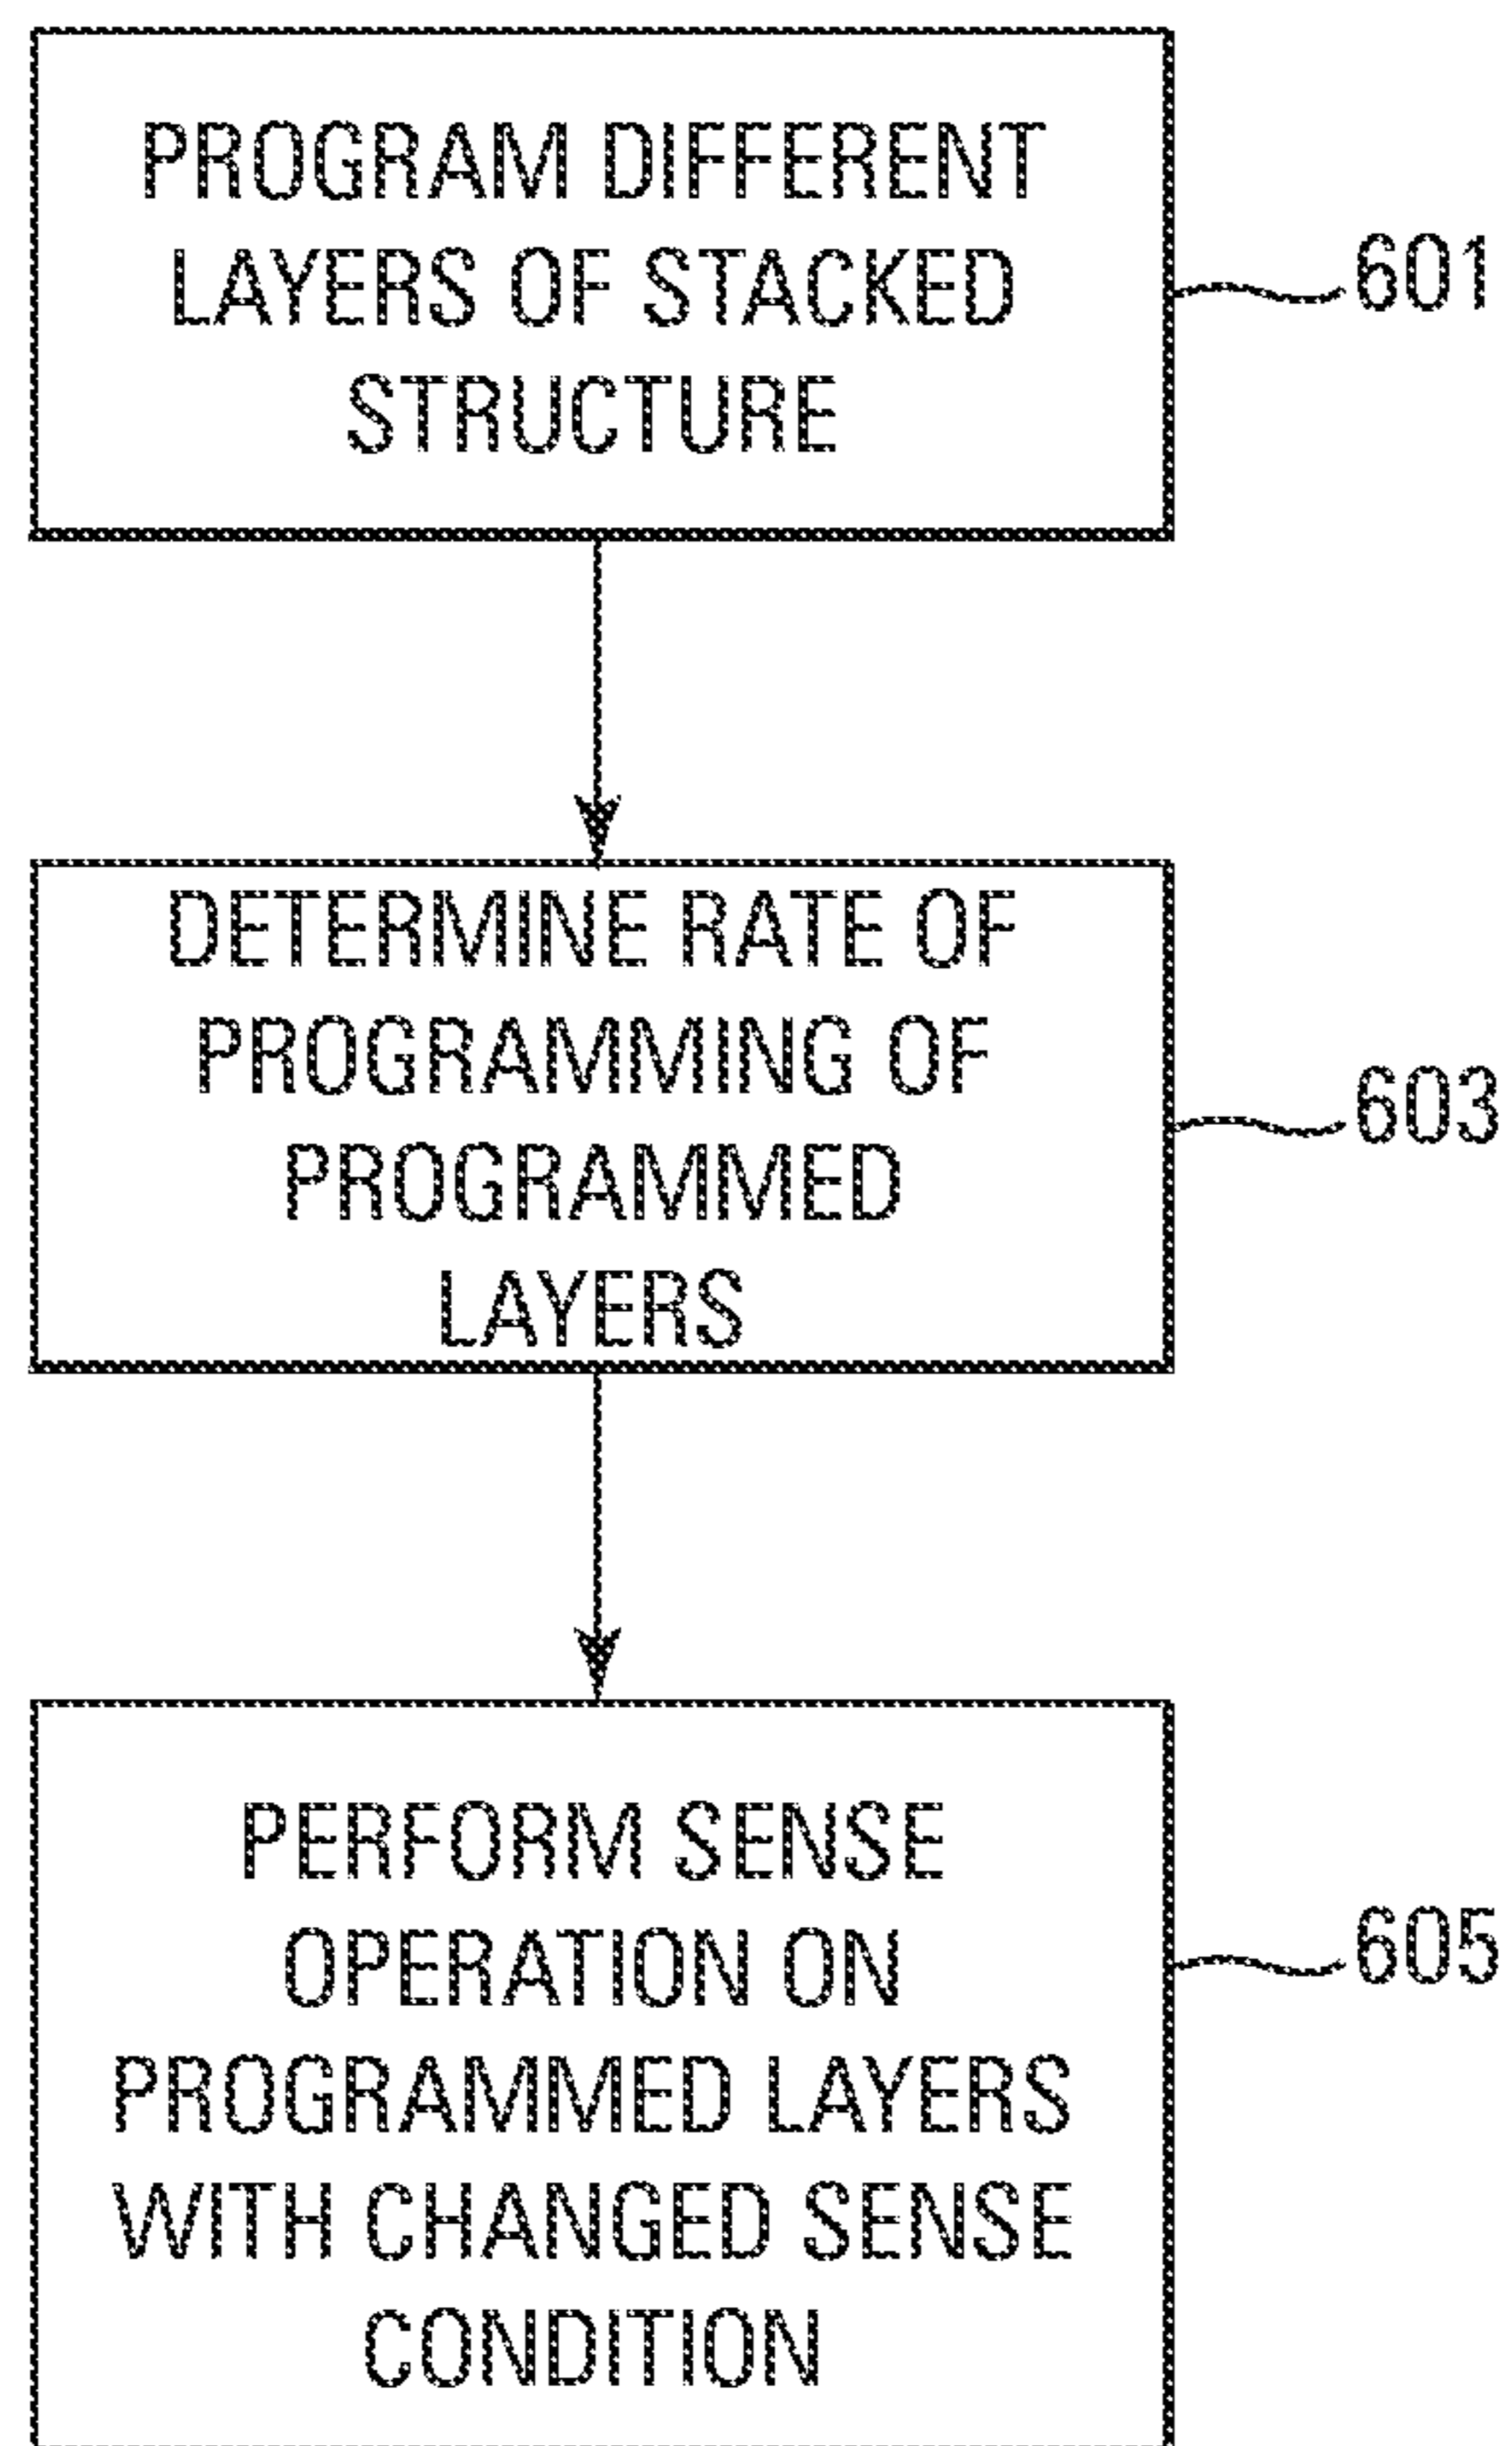 PROGRAM DIFFERENT
LAYERS OF STACKED
STRUCTURE
601
DETERMINE RATE OF
PROGRAMMING OF
PROGRAMMED
LAYERS
603
PERFORM SENSE
OPERATION ON
PROGRAMMED LAYERS
WITH CHANGED SENSE
CONDITION
605